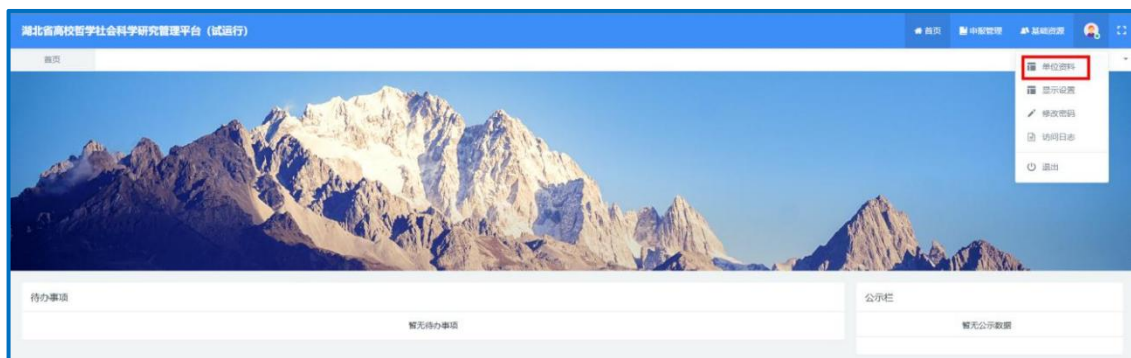 湖北省高校哲学社会科学研究管理平台（试运行）
首页 申报管理 基础资源
首页
单位资料
显示设置
修改密码
访问日志
退出
待办事项
公示栏
暂无待办事项
暂无公示数据